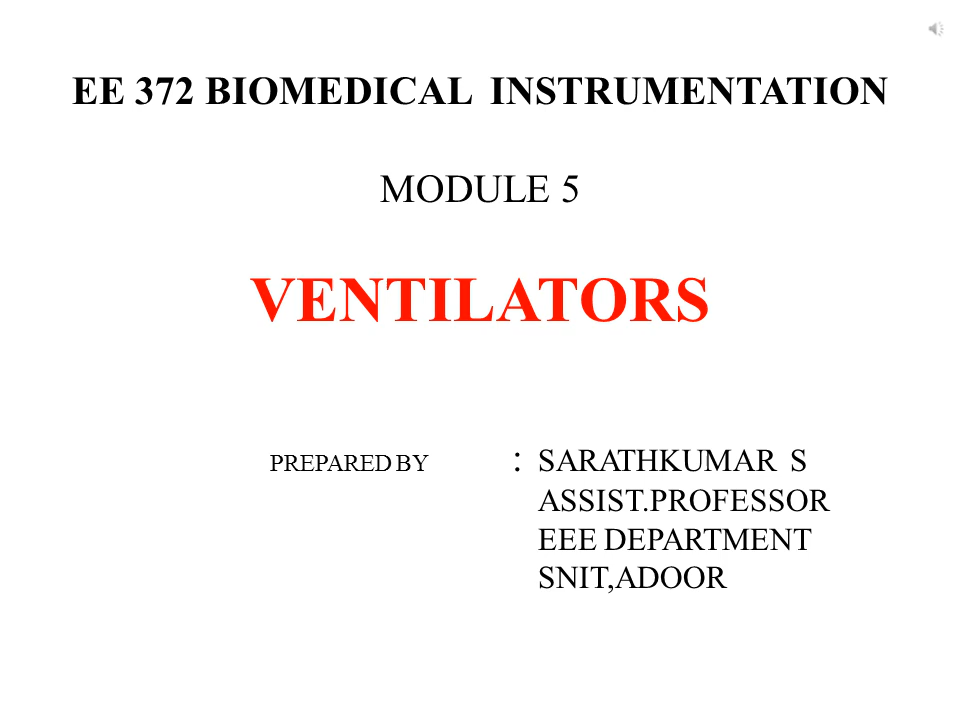 EE 372 BIOMEDICAL INSTRUMENTATION
MODULE 5
VENTILATORS
PREPARED BY : SARATHKUMAR S
ASSIST.PROFESSOR
EEE DEPARTMENT
SNIT,ADOOR